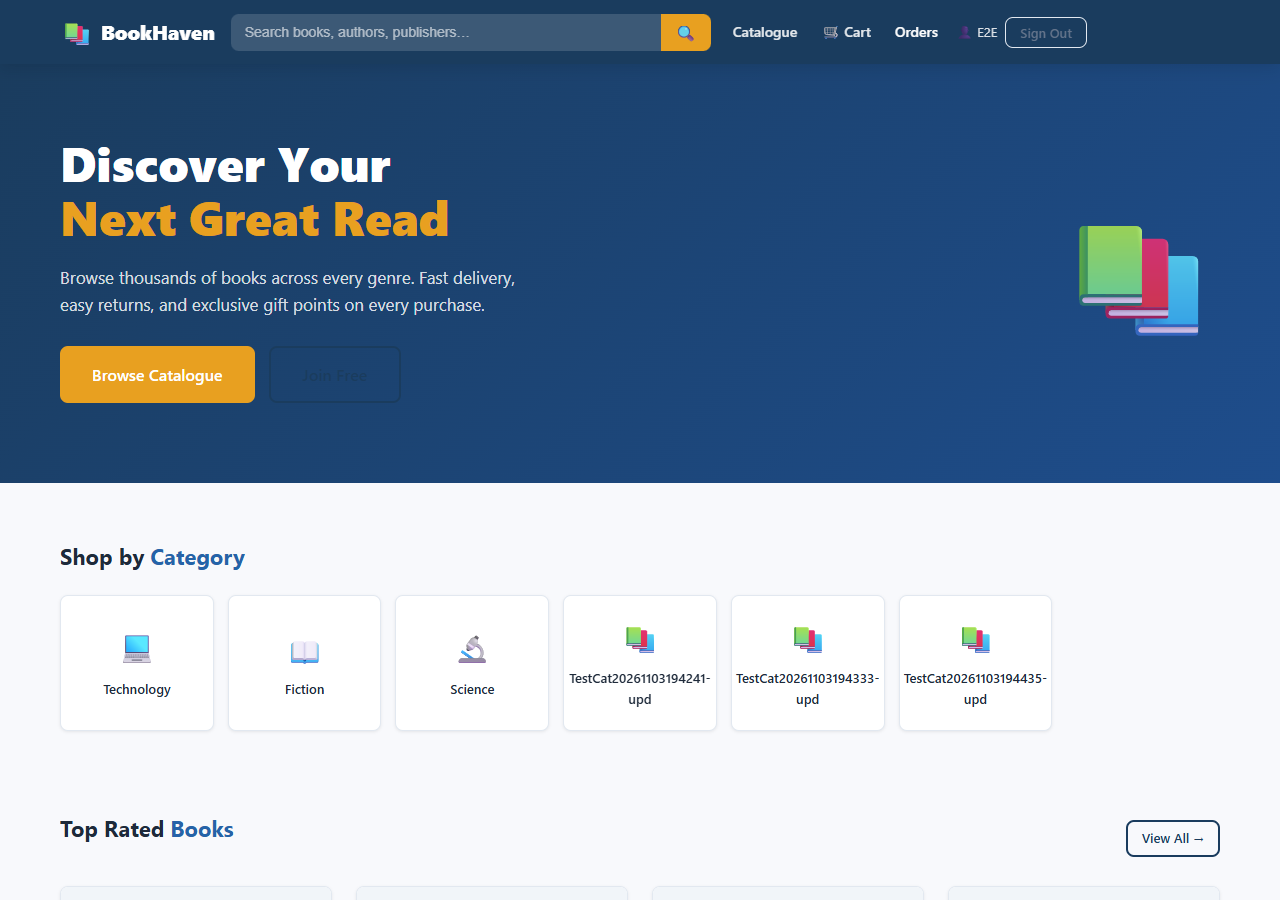 BookHaven
Search books, authors, publishers...
Catalogue
Cart
Orders
E2E
Sign Out
Discover Your
Next Great Read
Browse thousands of books across every genre. Fast delivery,
easy returns, and exclusive gift points on every purchase.
Browse Catalogue
Join Free
Shop by Category
Technology
Fiction
Science
TestCat20261103194241-
upd
TestCat20261103194333-
upd
TestCat20261103194435-
upd
Top Rated Books
View All →